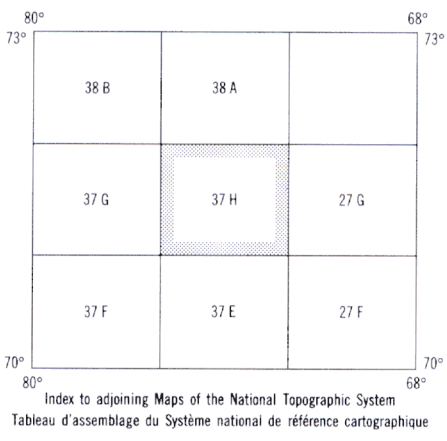 80° 68°
73° 73°
38 B 38 A
37 G 37 H 27 G
37 F 37 E 27 F
70° 70°
80° 68°
Index to adjoining Maps of the National Topographic System
Tableau d'assemblage du Système national de référence cartographique